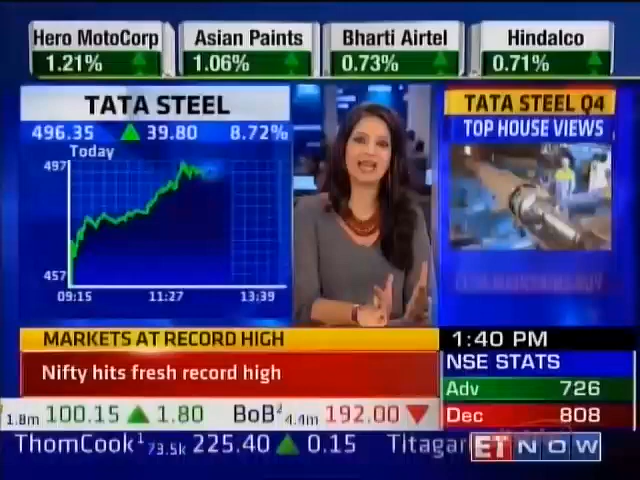 Hero MotoCorp
1.21%
Asian Paints
1.06%
Bharti Airtel
0.73%
Hindalco
0.71%
TATA STEEL
496.35 ▲ 39.80 8.72%
Today
497
457
09:15 11:27 13:39
TATA STEEL Q4
TOP HOUSE VIEWS
MARKETS AT RECORD HIGH
Nifty hits fresh record high
1:40 PM
NSE STATS
Adv 726
Dec 808
1.8m 100.15 ▲ 1.80 BoB 4.4m 192.00 ▼
ThomCook 73.5k 225.40 ▲ 0.15 Titagar
ET NOW